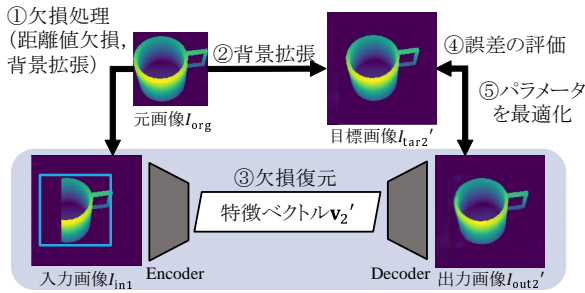 ①欠損処理
(距離値欠損,
背景拡張)
②背景拡張
④誤差の評価
⑤パラメータ
を最適化
元画像I_org
目標画像I_tar2′
③欠損復元
特徴ベクトルv₂′
入力画像I_in1
Encoder
Decoder
出力画像I_out2′